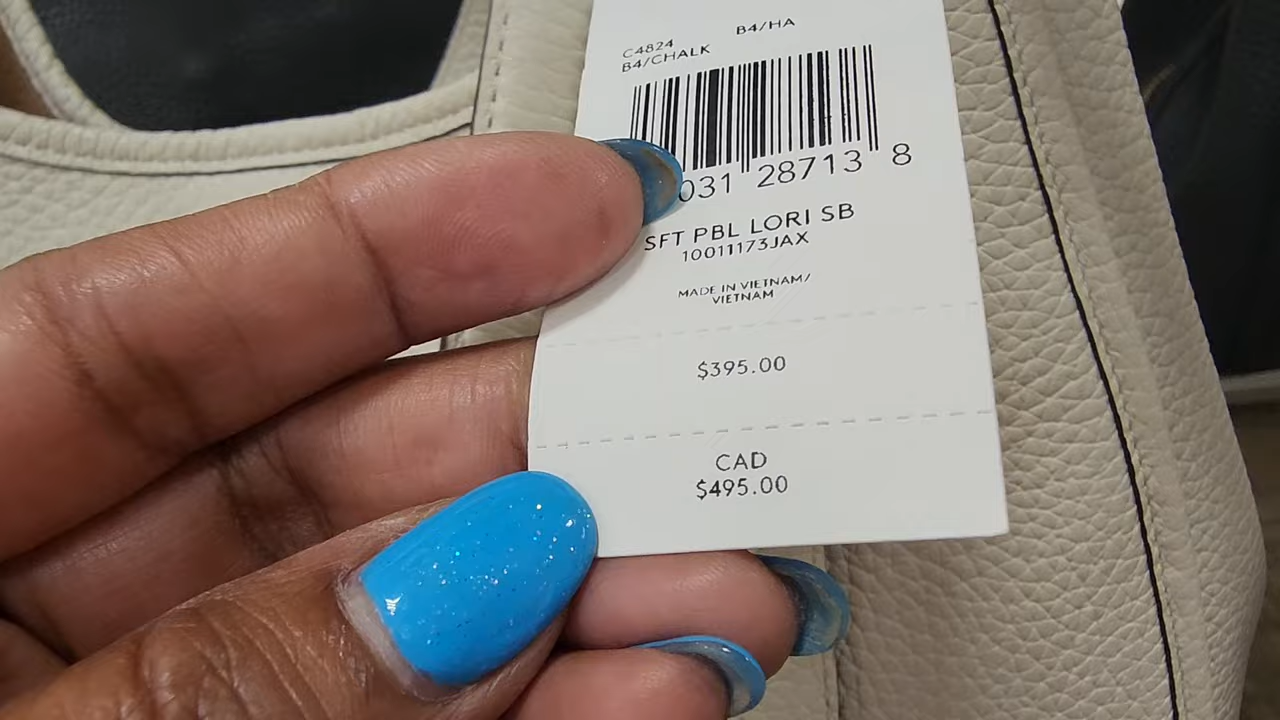 C4824 B4/HA
B4/CHALK
031 28713 8
SFT PBL LORI SB
10011173JAX
MADE IN VIETNAM/
VIETNAM
$395.00
CAD
$495.00